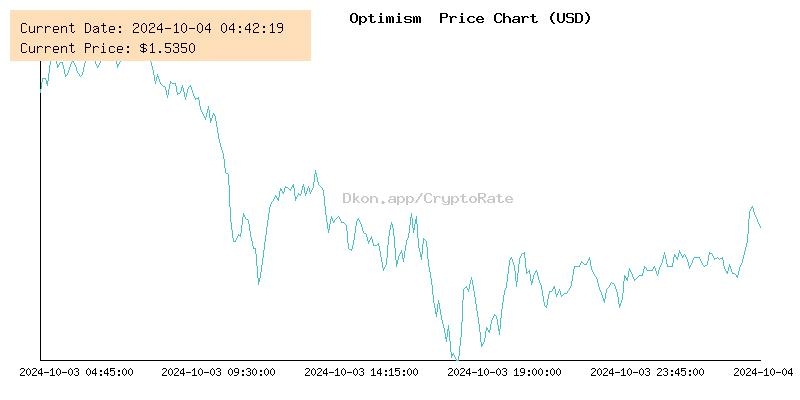 Optimism  Price Chart (USD)
Current Date: 2024-10-04 04:42:19
Current Price: $1.5350
Dkon.app/CryptoRate
2024-10-03 04:45:00 2024-10-03 09:30:00 2024-10-03 14:15:00 2024-10-03 19:00:00 2024-10-03 23:45:00 2024-10-04